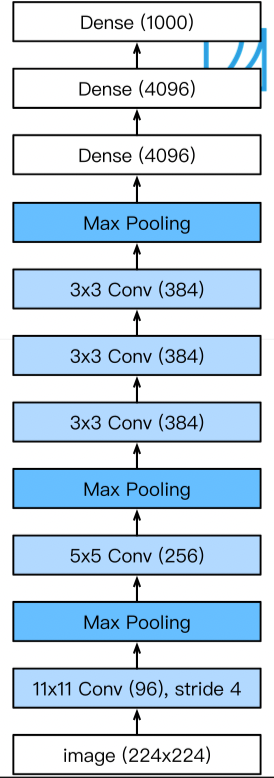 Dense (1000)
Dense (4096)
Dense (4096)
Max Pooling
3x3 Conv (384)
3x3 Conv (384)
3x3 Conv (384)
Max Pooling
5x5 Conv (256)
Max Pooling
11x11 Conv (96), stride 4
image (224x224)